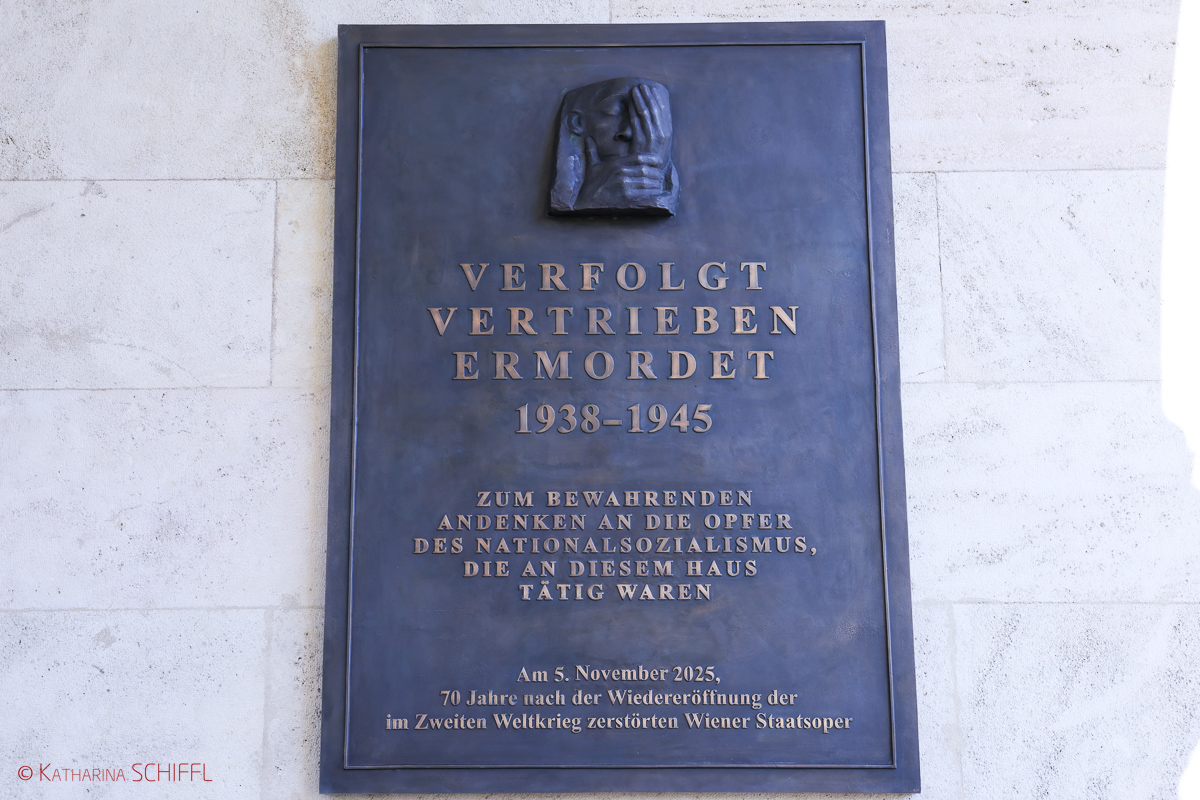 VERFOLGT
VERTRIEBEN
ERMORDET
1938–1945
ZUM BEWAHRENDEN
ANDENKEN AN DIE OPFER
DES NATIONALSOZIALISMUS,
DIE AN DIESEM HAUS
TÄTIG WAREN
Am 5. November 2025,
70 Jahre nach der Wiedereröffnung der
im Zweiten Weltkrieg zerstörten Wiener Staatsoper
© KATHARINA SCHIFFL